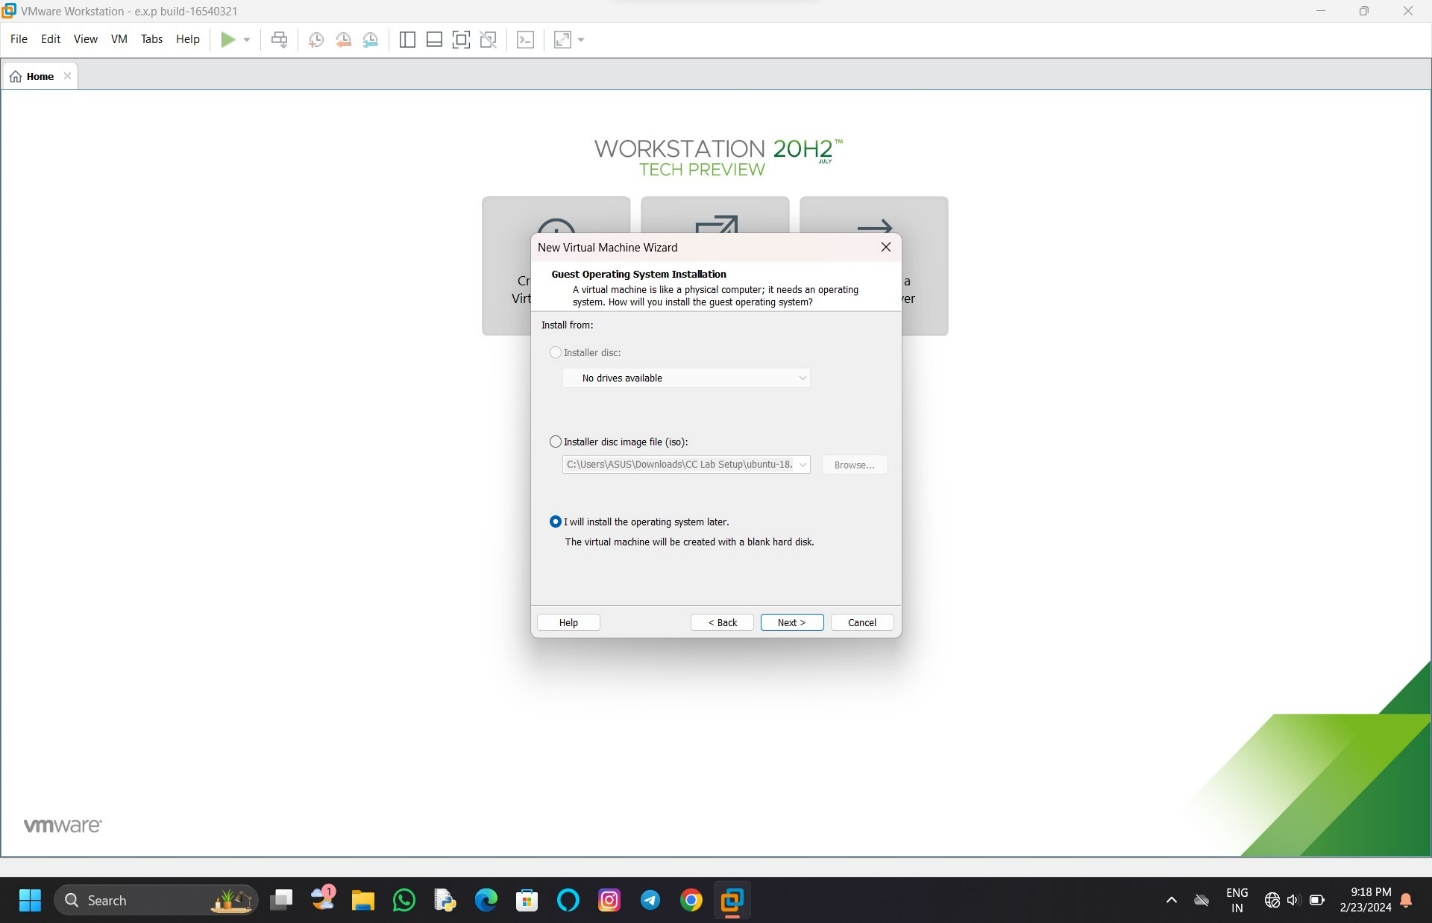 VMware Workstation - e.x.p build-16540321
File Edit View VM Tabs Help
Home
WORKSTATION 20H2™
JULY
TECH PREVIEW
Cr
Virt
a
ver
New Virtual Machine Wizard
Guest Operating System Installation
A virtual machine is like a physical computer; it needs an operating
system. How will you install the guest operating system?
Install from:
Installer disc:
No drives available
Installer disc image file (iso):
C:\Users\ASUS\Downloads\CC Lab Setup\ubuntu-18.
Browse...
I will install the operating system later.
The virtual machine will be created with a blank hard disk.
Help < Back Next > Cancel
vmware
Search
1
ENG
IN
9:18 PM
2/23/2024